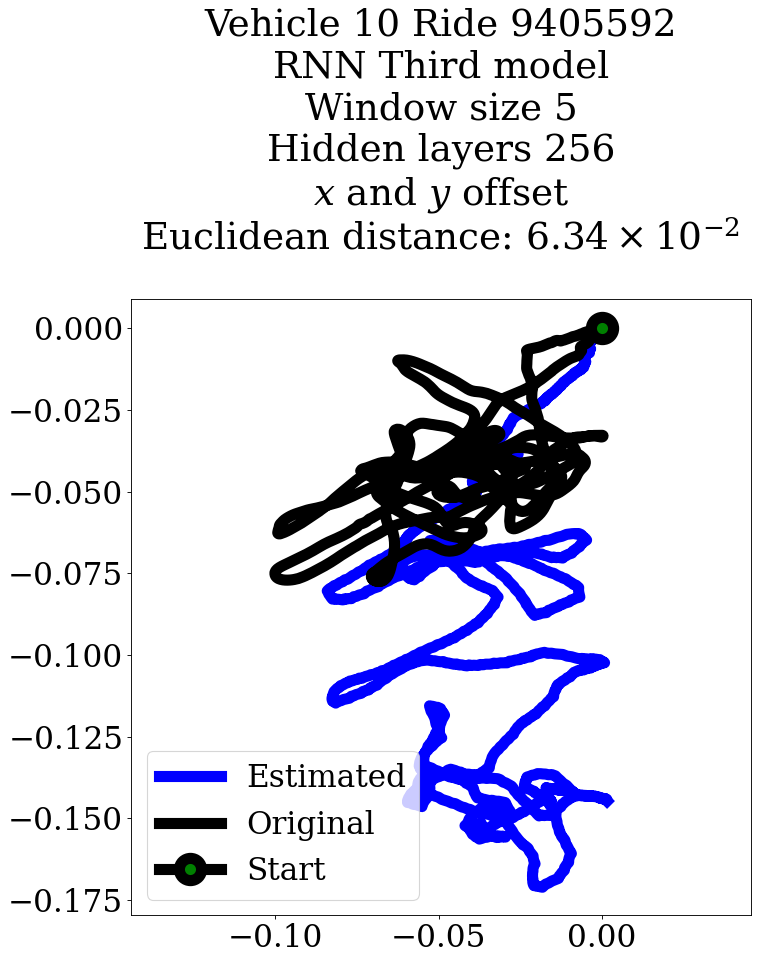 Vehicle 10 Ride 9405592
RNN Third model
Window size 5
Hidden layers 256
x and y offset
Euclidean distance: 6.34 × 10⁻²
0.000
−0.025
−0.050
−0.075
−0.100
−0.125
−0.150
−0.175
Estimated
Original
Start
−0.10
−0.05
0.00